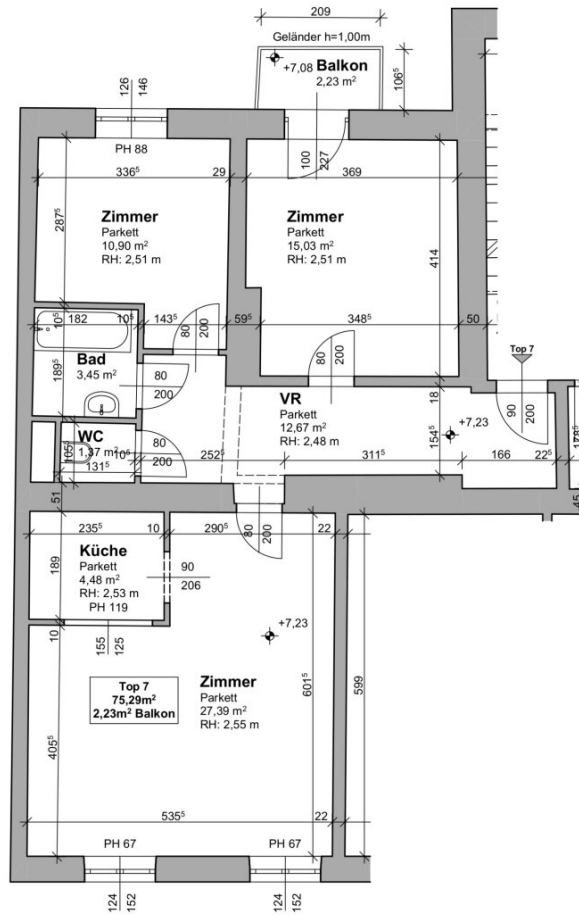 209
Geländer h=1,00m
+7,08 Balkon
2,23 m²
106⁵
126
146
PH 88
100
227
336⁵
29
369
287⁵
Zimmer
Parkett
10,90 m²
RH: 2,51 m
Zimmer
Parkett
15,03 m²
RH: 2,51 m
414
10⁵
182
10⁵
143⁵
59⁵
348⁵
50
80
200
80
200
Top 7
Bad
3,45 m²
189⁵
80
200
VR
Parkett
12,67 m²
RH: 2,48 m
18
154⁵
+7,23
90
200
178⁵
WC
1,37 m²
105⁵
10⁵
131⁵
80
200
252⁵
311⁵
166
22⁵
51
45
235⁵
10
290⁵
22
80
200
189
Küche
Parkett
4,48 m²
RH: 2,53 m
PH 119
90
206
155
125
10
+7,23
Zimmer
Parkett
27,39 m²
RH: 2,55 m
601⁵
599
Top 7
75,29m²
2,23m² Balkon
405⁵
535⁵
22
PH 67
PH 67
124
152
124
152